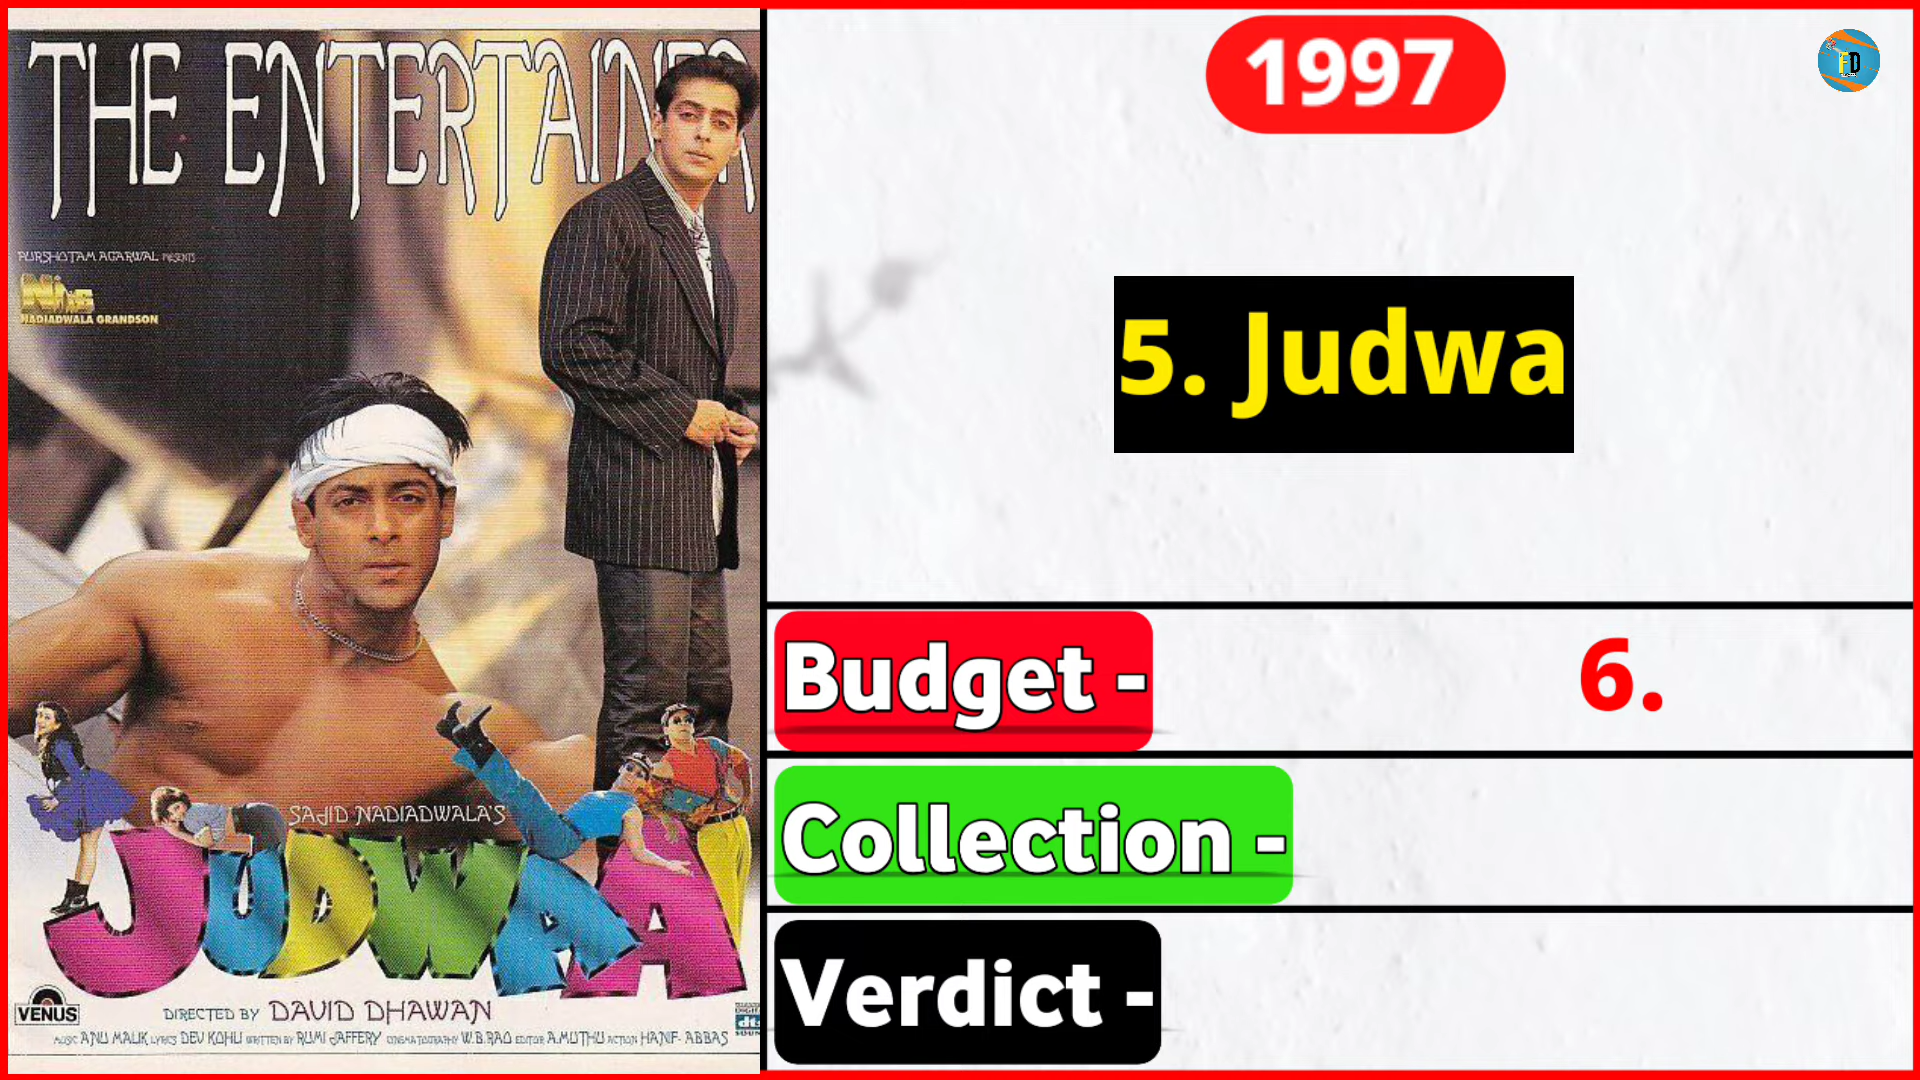 THE ENTERTAINER
PURSHOTAM AGARWAL PRESENTS
NADIADWALA GRANDSON
SAJID NADIADWALA'S
JUDWAA
VENUS
DIRECTED BY DAVID DHAWAN
MUSIC ANU MALIK LYRICS DEV KOHLI WRITTEN BY RUMI JAFFERY CINEMATOGRAPHY W.B.RAO EDITOR A.MUTHU ACTION HANIF- ABBAS
dts
1997
FD
5. Judwa
Budget -
6.
Collection -
Verdict -